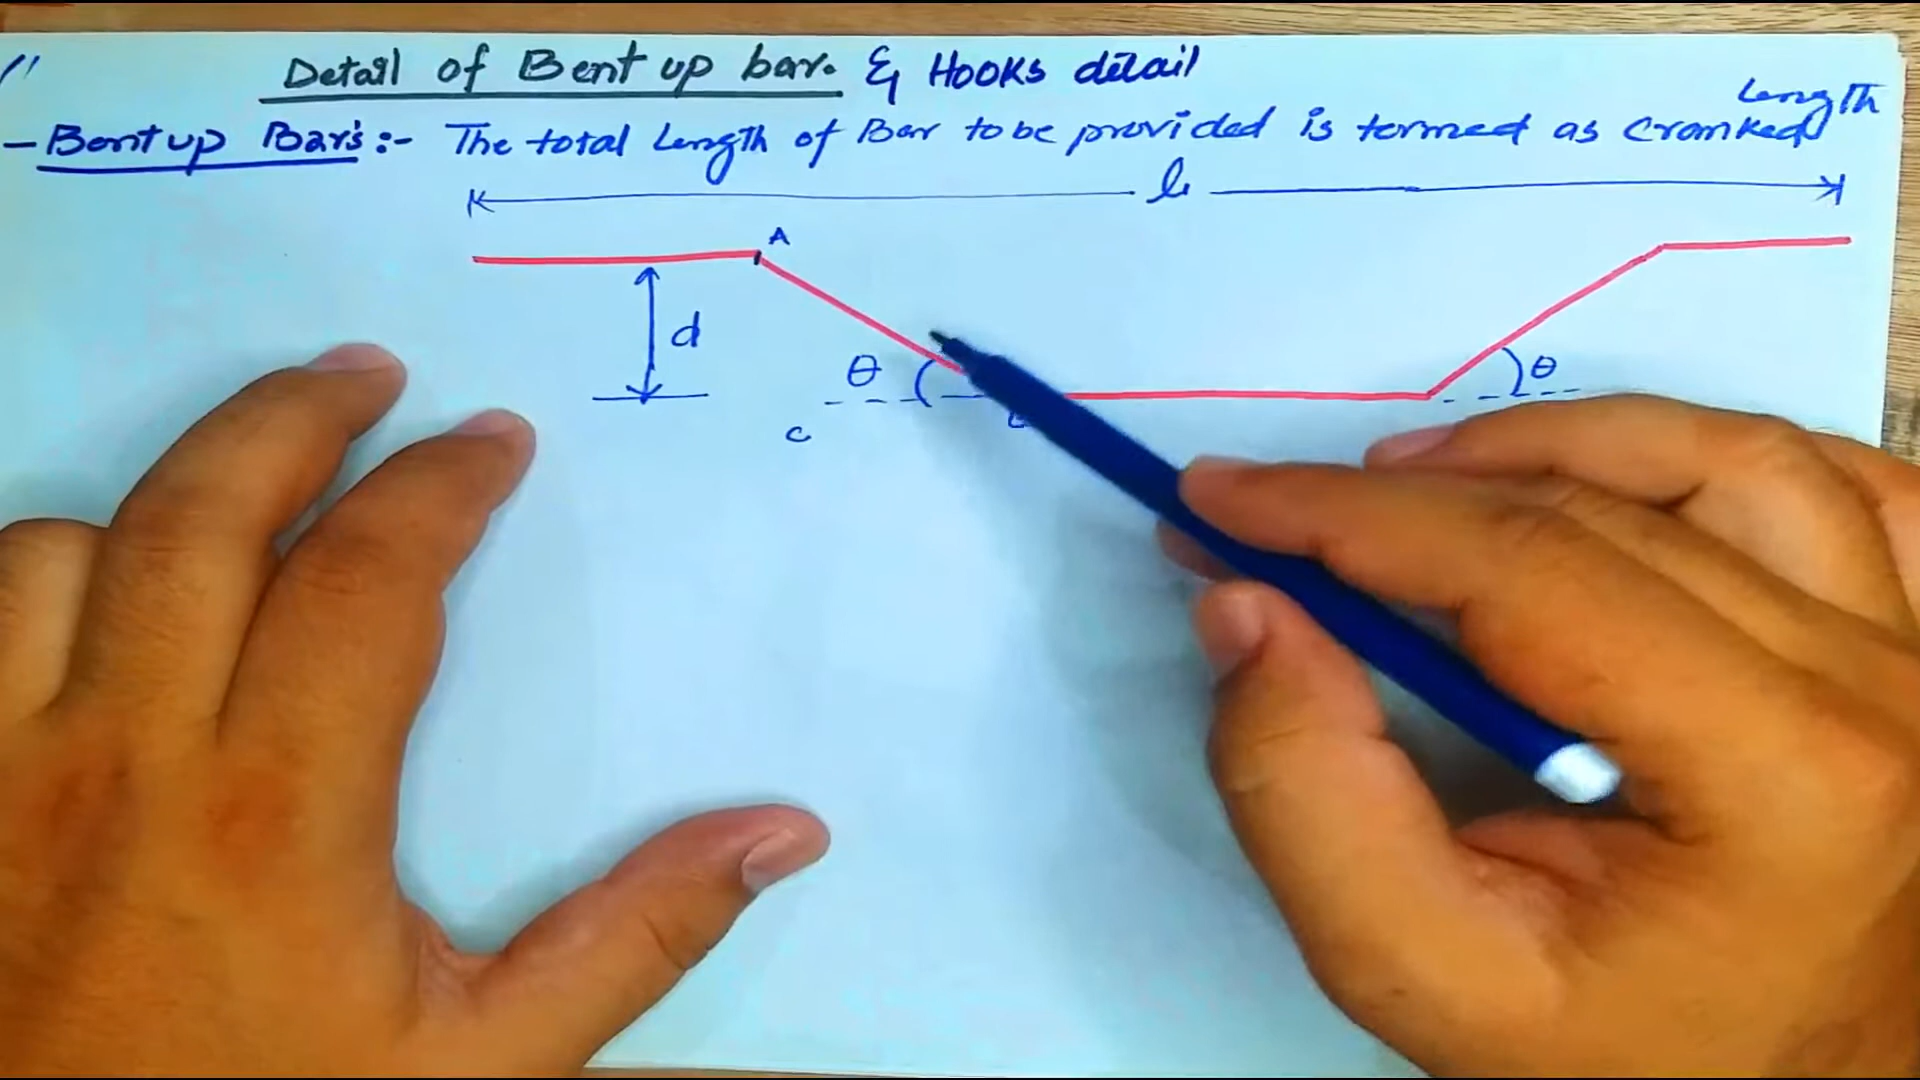 Detail of Bent up bar. & Hooks detail
Length
- Bent up Bar's :- The total Length of Bar to be provided is termed as Cranked
l
A
d
θ
θ
c